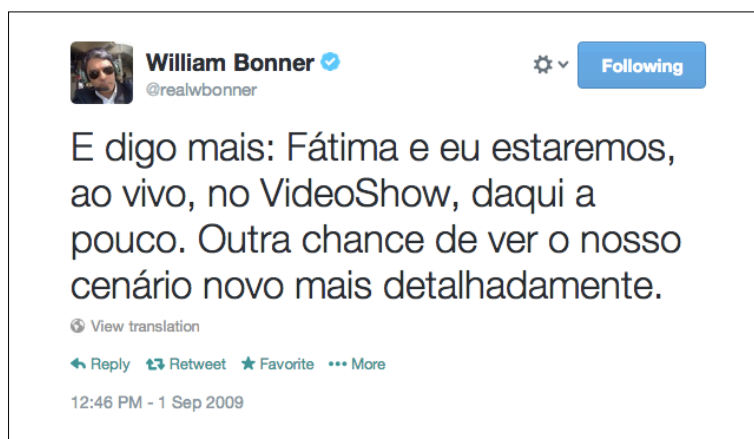 William Bonner
@realwbonner
Following
E digo mais: Fátima e eu estaremos,
ao vivo, no VideoShow, daqui a
pouco. Outra chance de ver o nosso
cenário novo mais detalhadamente.
View translation
Reply Retweet Favorite More
12:46 PM - 1 Sep 2009